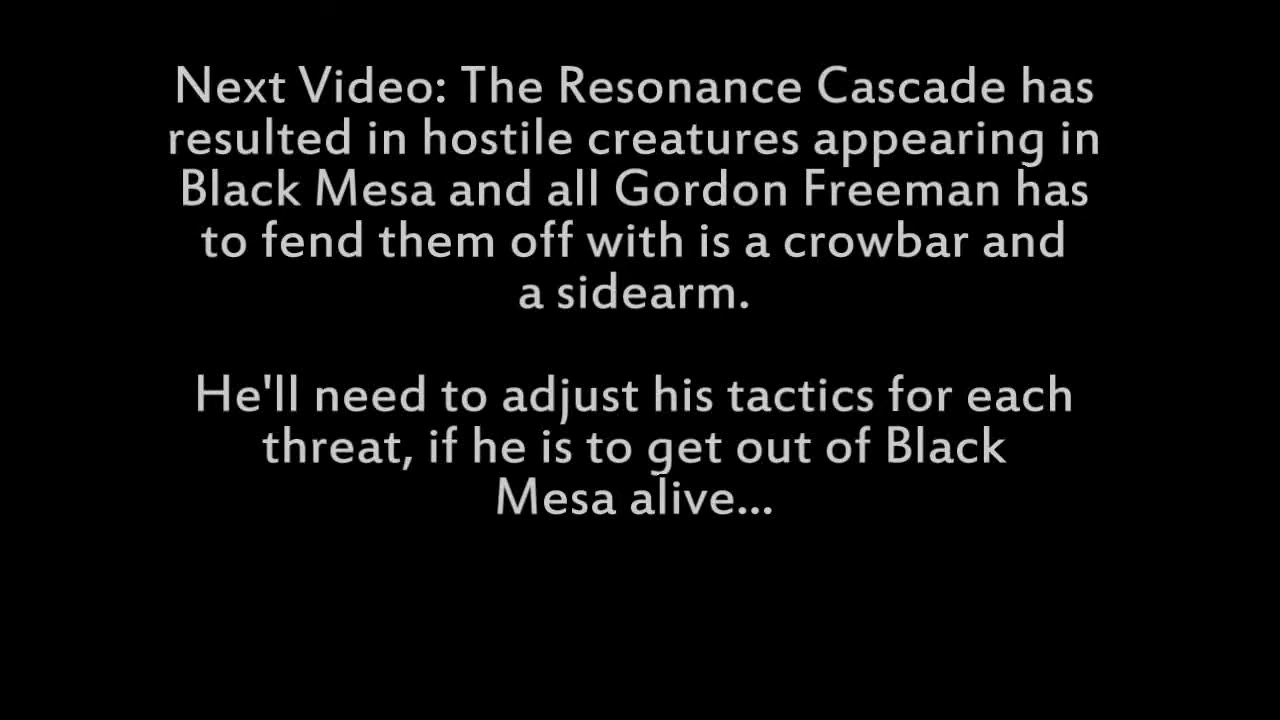 Next Video: The Resonance Cascade has
resulted in hostile creatures appearing in
Black Mesa and all Gordon Freeman has
to fend them off with is a crowbar and
a sidearm.
He'll need to adjust his tactics for each
threat, if he is to get out of Black
Mesa alive...